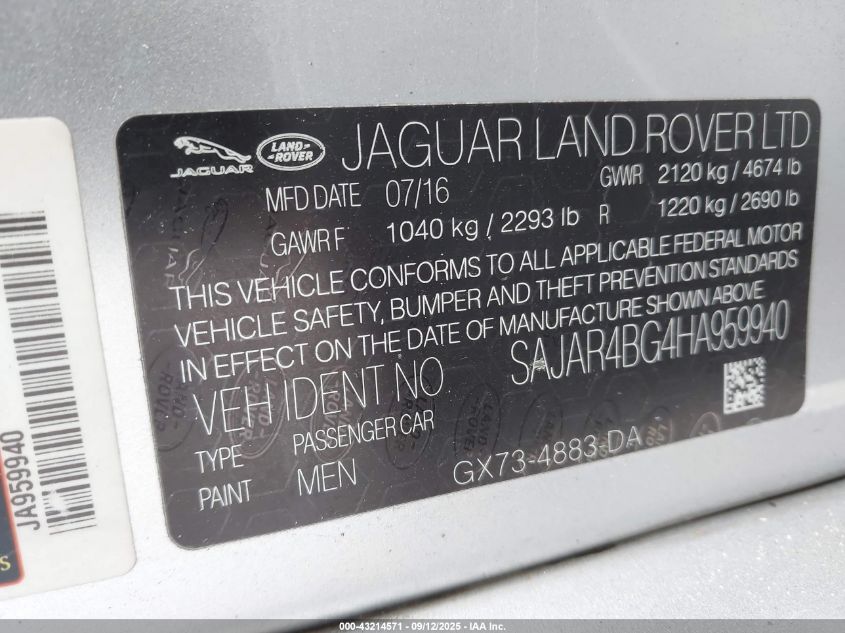 JAGUAR
LAND-
-ROVER
JAGUAR LAND ROVER LTD
MFD DATE 07/16 GVWR 2120 kg / 4674 lb
GAWR F 1040 kg / 2293 lb R 1220 kg / 2690 lb
THIS VEHICLE CONFORMS TO ALL APPLICABLE FEDERAL MOTOR
VEHICLE SAFETY, BUMPER AND THEFT PREVENTION STANDARDS
IN EFFECT ON THE DATE OF MANUFACTURE SHOWN ABOVE
VEH IDENT NO SAJAR4BG4HA959940
TYPE PASSENGER CAR
PAINT MEN GX73-4883-DA
JA959940
000-43214571 - 09/12/2025 - IAA Inc.